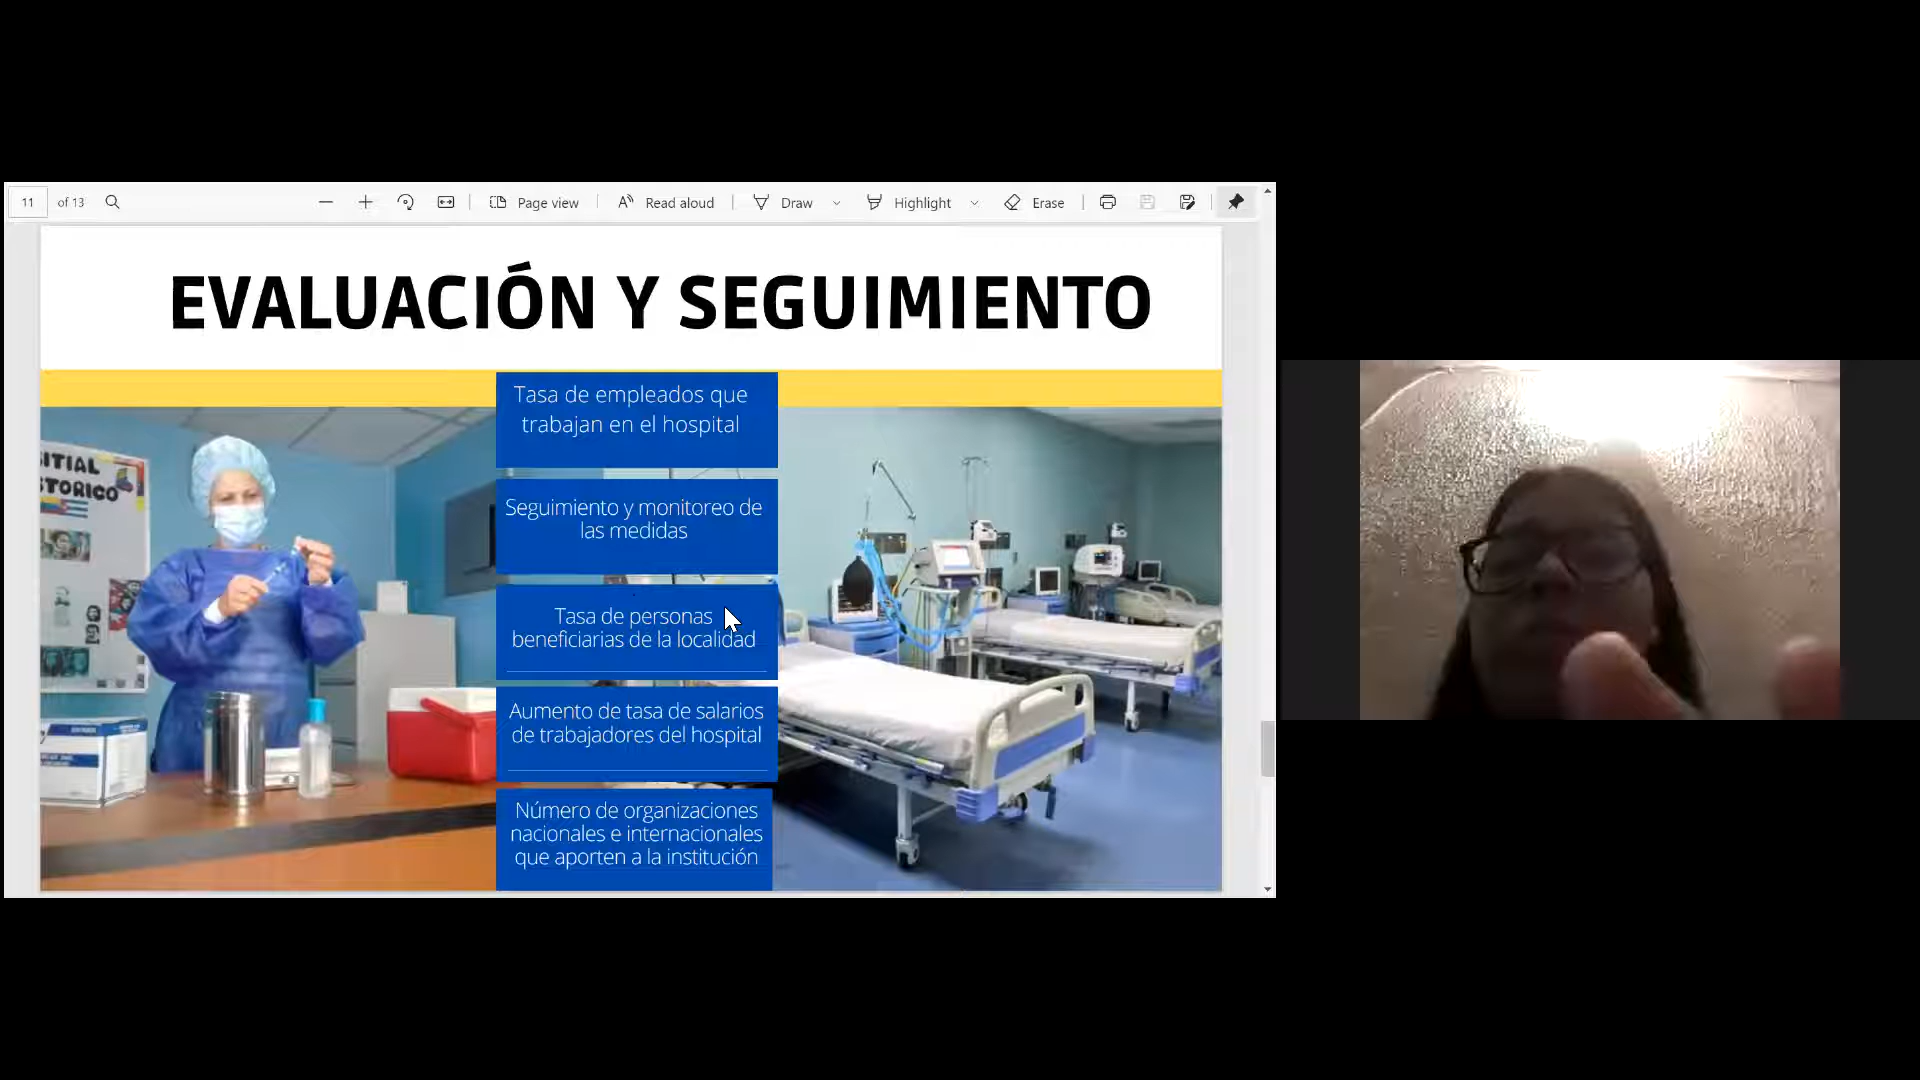 11 of 13 Page view Read aloud Draw Highlight Erase
EVALUACIÓN Y SEGUIMIENTO
SITIAL
STORICO
Tasa de empleados que
trabajan en el hospital
Seguimiento y monitoreo de
las medidas
Tasa de personas
beneficiarias de la localidad
Aumento de tasa de salarios
de trabajadores del hospital
Número de organizaciones
nacionales e internacionales
que aporten a la institución